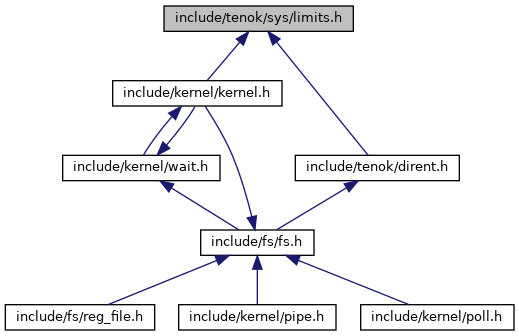 include/tenok/sys/limits.h
include/kernel/kernel.h
include/kernel/wait.h
include/tenok/dirent.h
include/fs/fs.h
include/fs/reg_file.h
include/kernel/pipe.h
include/kernel/poll.h